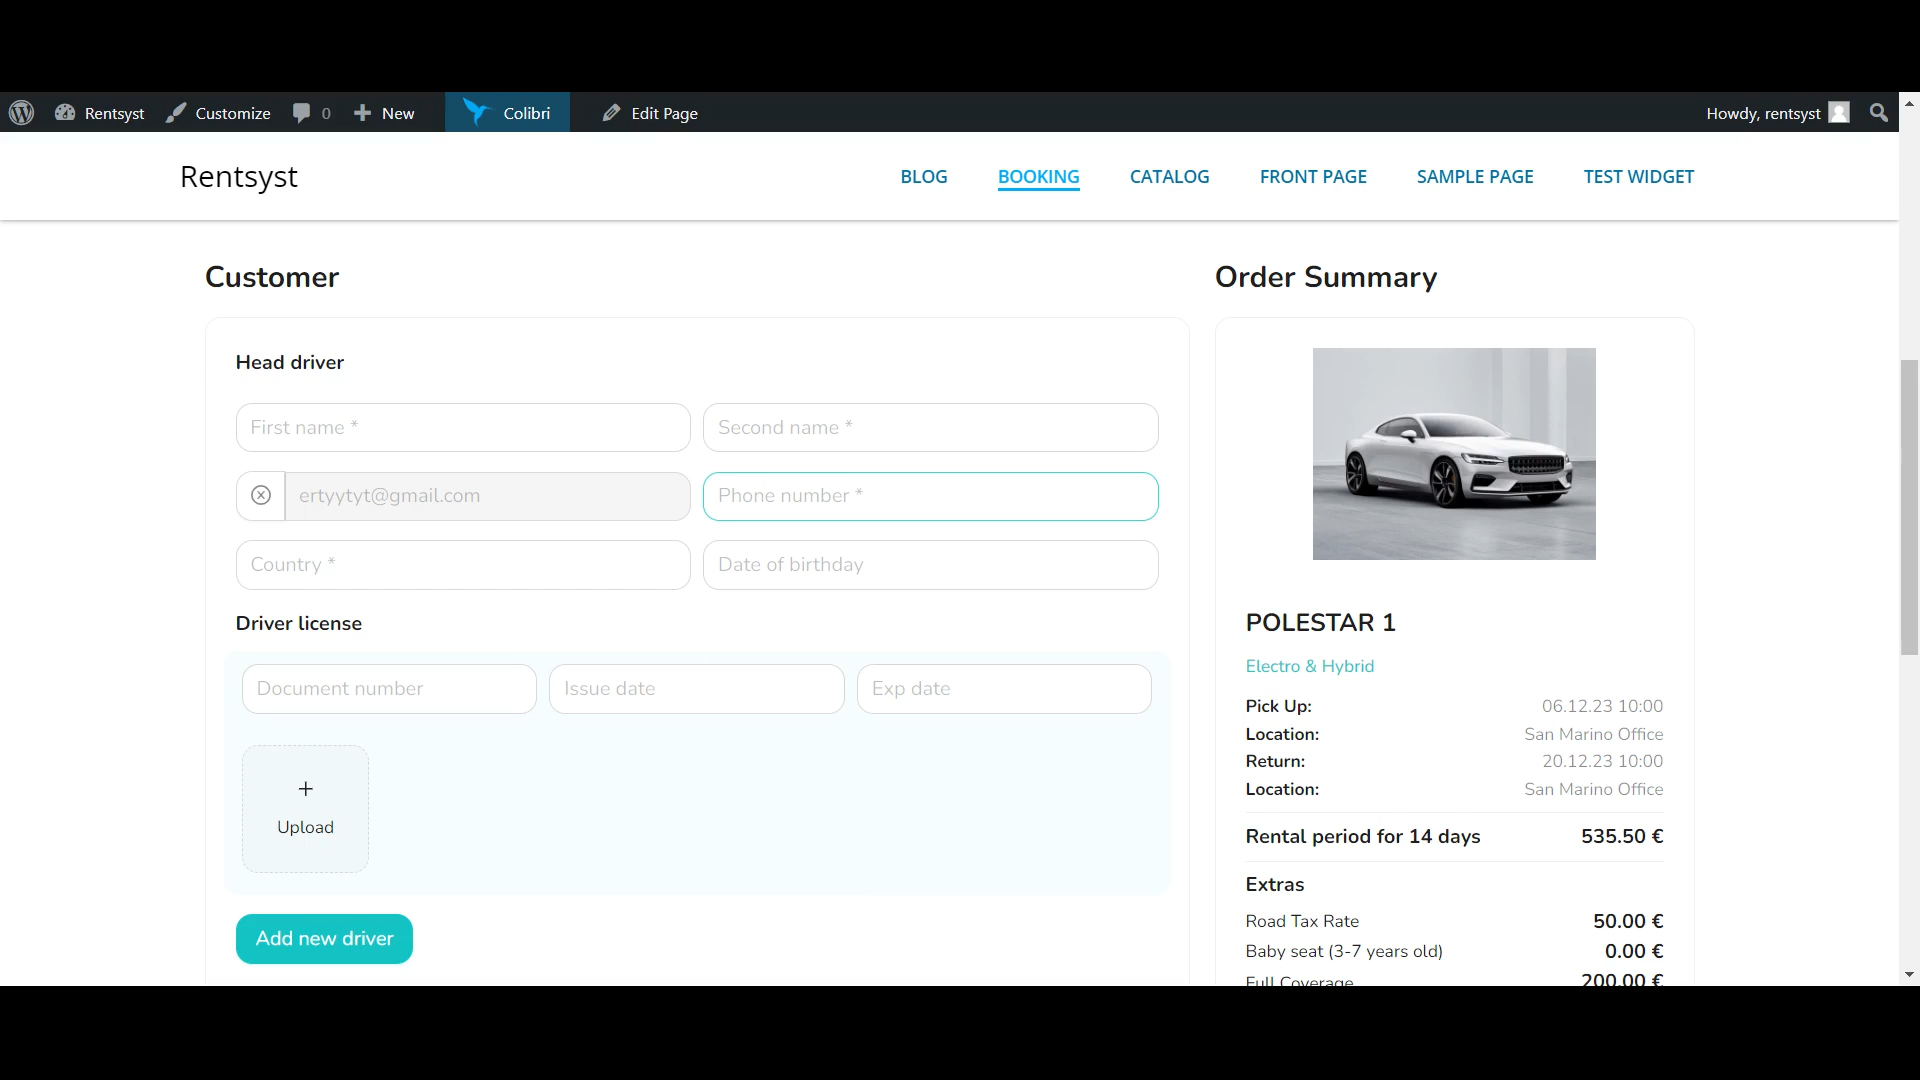 Rentsyst Customize 0 New Colibri Edit Page Howdy, rentsyst
Rentsyst BLOG BOOKING CATALOG FRONT PAGE SAMPLE PAGE TEST WIDGET
Customer
Head driver
First name * Second name *
ertyytyt@gmail.com Phone number *
Country * Date of birthday
Driver license
Document number Issue date Exp date
+
Upload
Add new driver
Order Summary
POLESTAR 1
Electro & Hybrid
Pick Up: 06.12.23 10:00
Location: San Marino Office
Return: 20.12.23 10:00
Location: San Marino Office
Rental period for 14 days 535.50 €
Extras
Road Tax Rate 50.00 €
Baby seat (3-7 years old) 0.00 €
Full Coverage 200.00 €